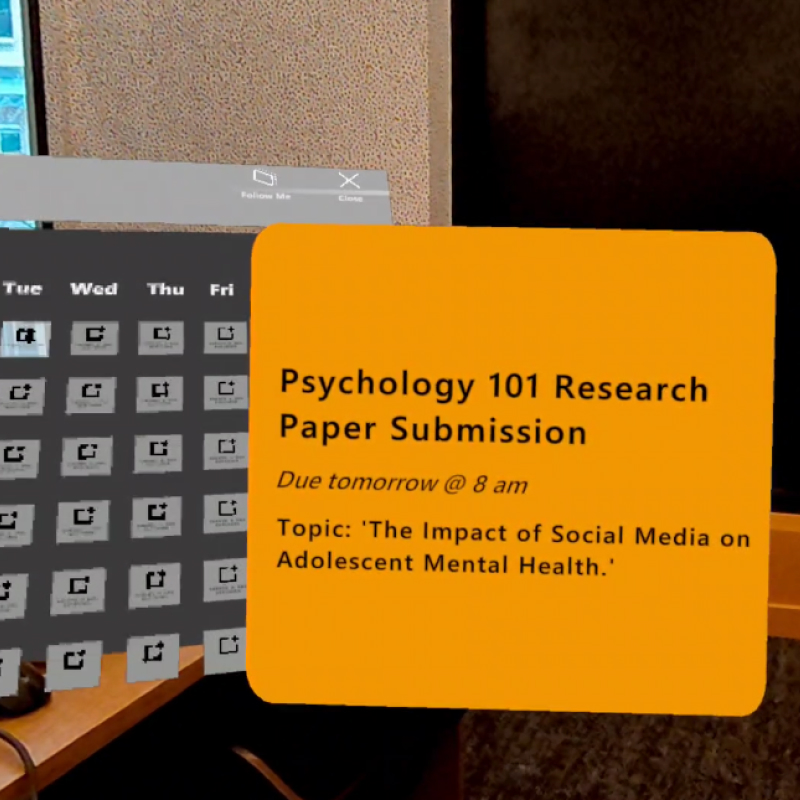 Follow Me
Close
Tue Wed Thu Fri
Psychology 101 Research
Paper Submission
Due tomorrow @ 8 am
Topic: 'The Impact of Social Media on
Adolescent Mental Health.'